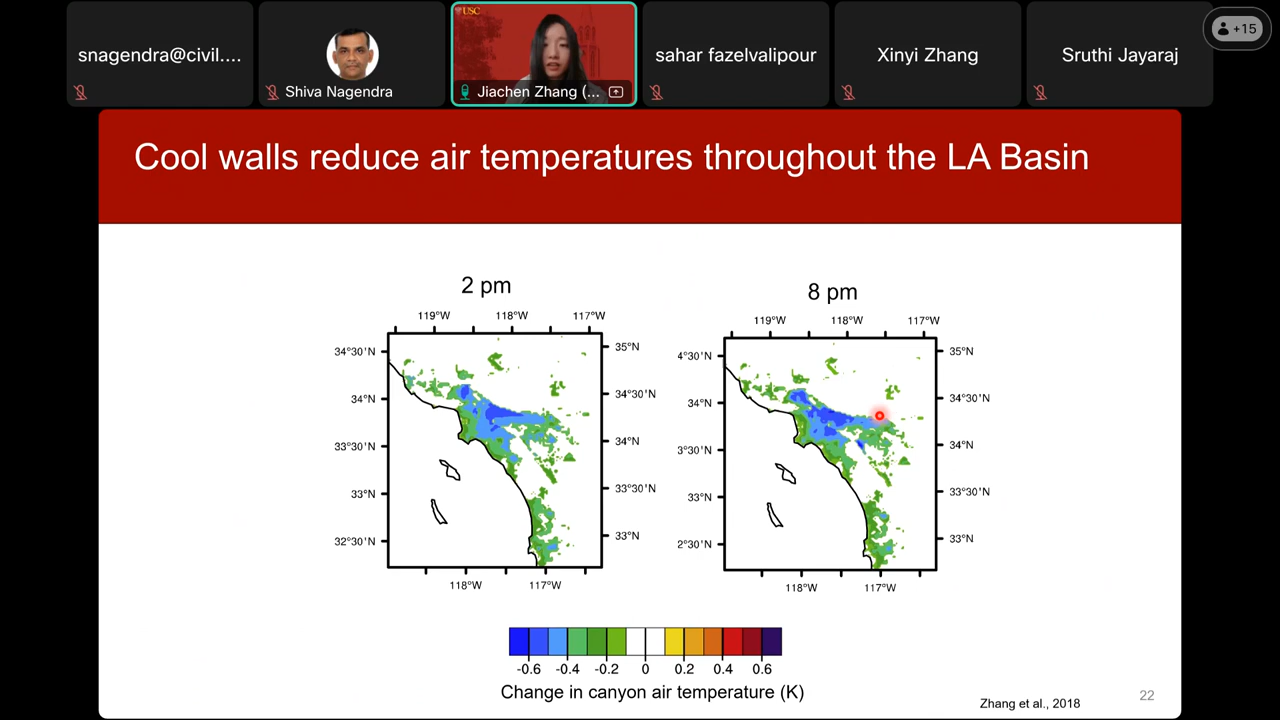 USC
snagendra@civil....
Shiva Nagendra
Jiachen Zhang (...
sahar fazelvalipour
Xinyi Zhang
Sruthi Jayaraj
+15
Cool walls reduce air temperatures throughout the LA Basin
2 pm
119°W 118°W 117°W
34°30'N
34°N
33°30'N
33°N
32°30'N
35°N
34°30'N
34°N
33°30'N
33°N
118°W 117°W
8 pm
119°W 118°W 117°W
4°30'N
34°N
3°30'N
33°N
2°30'N
35°N
34°30'N
34°N
33°30'N
33°N
118°W 117°W
-0.6 -0.4 -0.2 0 0.2 0.4 0.6
Change in canyon air temperature (K)
Zhang et al., 2018
22